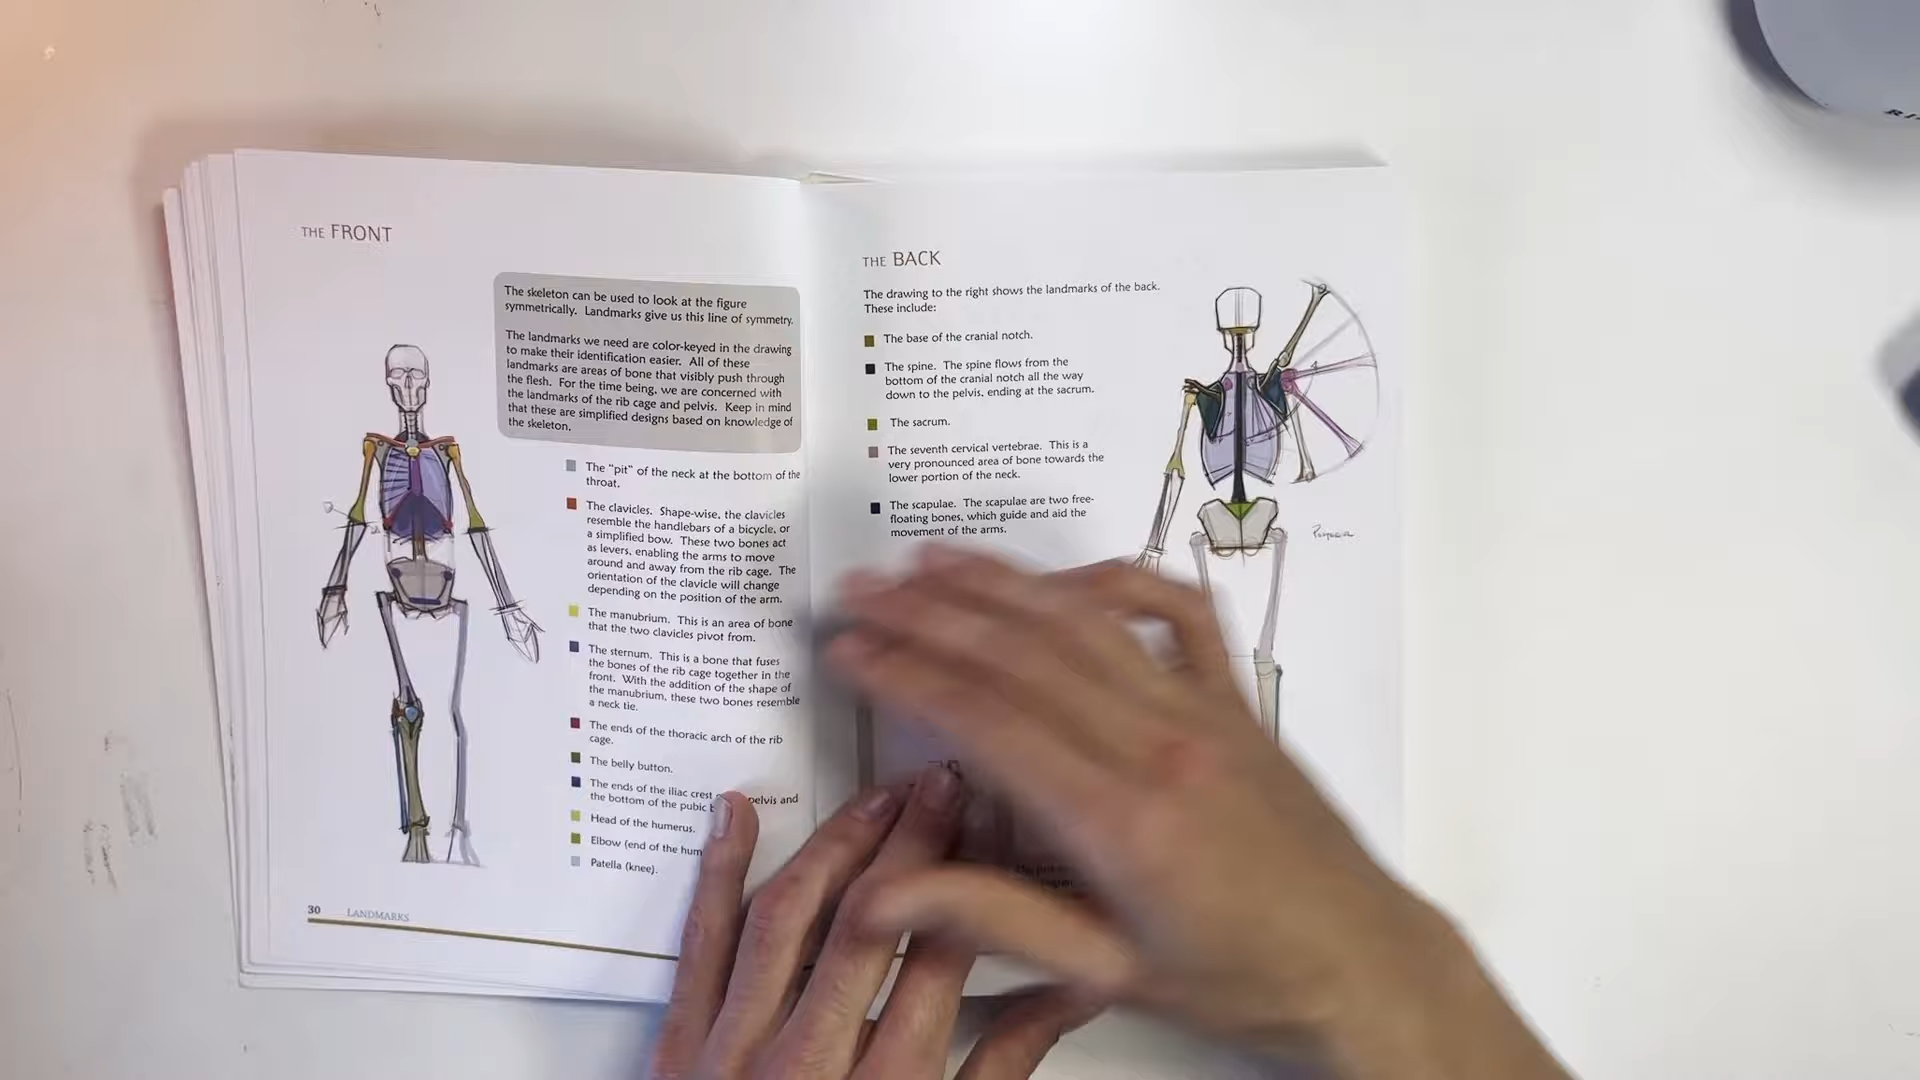 THE FRONT
The skeleton can be used to look at the figure
symmetrically. Landmarks give us this line of symmetry.
The landmarks we need are color-keyed in the drawing
to make their identification easier. All of these
landmarks are areas of bone that visibly push through
the flesh. For the time being, we are concerned with
the landmarks of the rib cage and pelvis. Keep in mind
that these are simplified designs based on knowledge of
the skeleton.
The "pit" of the neck at the bottom of the
throat.
The clavicles. Shape-wise, the clavicles
resemble the handlebars of a bicycle, or
a simplified bow. These two bones act
as levers, enabling the arms to move
around and away from the rib cage. The
orientation of the clavicle will change
depending on the position of the arm.
The manubrium. This is an area of bone
that the two clavicles pivot from.
The sternum. This is a bone that fuses
the bones of the rib cage together in the
front. With the addition of the shape of
the manubrium, these two bones resemble
a neck tie.
The ends of the thoracic arch of the rib
cage.
The belly button.
The ends of the iliac crest pelvis and
the bottom of the pubic
Head of the humerus.
Elbow (end of the hum
Patella (knee).
30 LANDMARKS
THE BACK
The drawing to the right shows the landmarks of the back.
These include:
The base of the cranial notch.
The spine. The spine flows from the
bottom of the cranial notch all the way
down to the pelvis, ending at the sacrum.
The sacrum.
The seventh cervical vertebrae. This is a
very pronounced area of bone towards the
lower portion of the neck.
The scapulae. The scapulae are two free-
floating bones, which guide and aid the
movement of the arms.